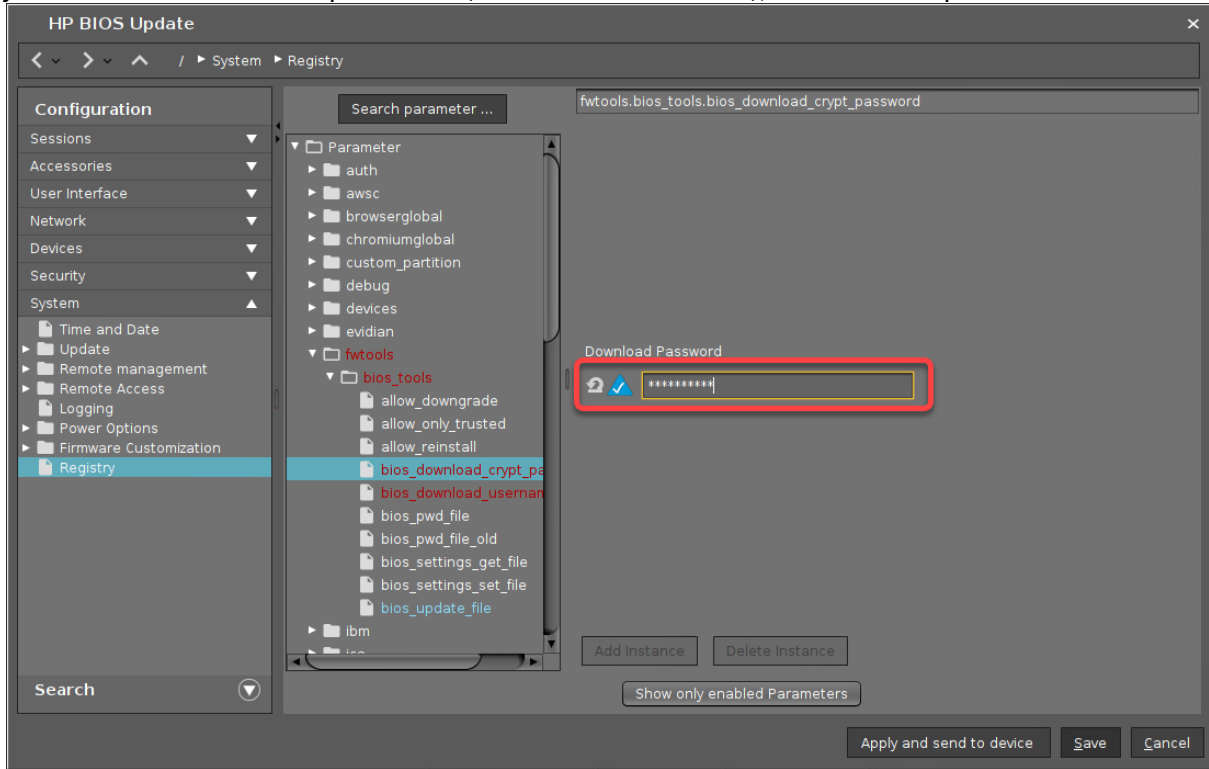 HP BIOS Update
/ System Registry
Configuration
Sessions
Accessories
User Interface
Network
Devices
Security
System
Time and Date
Update
Remote management
Remote Access
Logging
Power Options
Firmware Customization
Registry
Search
Search parameter ...
Parameter
auth
awsc
browserglobal
chromiumglobal
custom_partition
debug
devices
evidian
fwtools
bios_tools
allow_downgrade
allow_only_trusted
allow_reinstall
bios_download_crypt_pa
bios_download_usernam
bios_pwd_file
bios_pwd_file_old
bios_settings_get_file
bios_settings_set_file
bios_update_file
ibm
fwtools.bios_tools.bios_download_crypt_password
Download Password
**********
Add Instance Delete Instance
Show only enabled Parameters
Apply and send to device Save Cancel